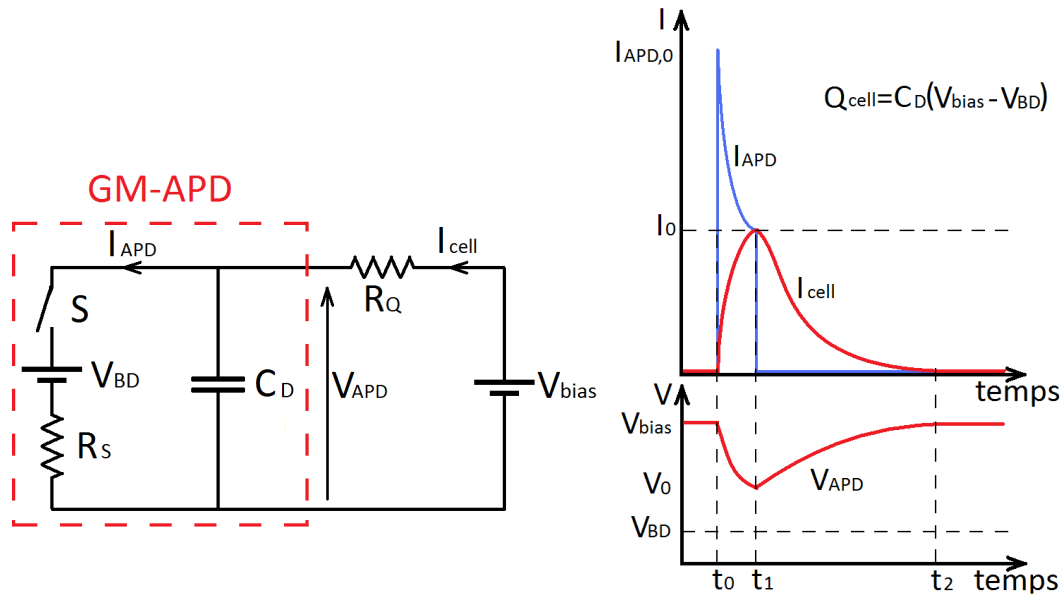 GM-APD
I_APD
I_cell
S
R_Q
V_BD
C_D
V_APD
V_bias
R_S
I
I_APD,0
Q_cell=C_D(V_bias-V_BD)
I_APD
I_0
I_cell
temps
V
V_bias
V_0
V_APD
V_BD
t_0 t_1 t_2 temps